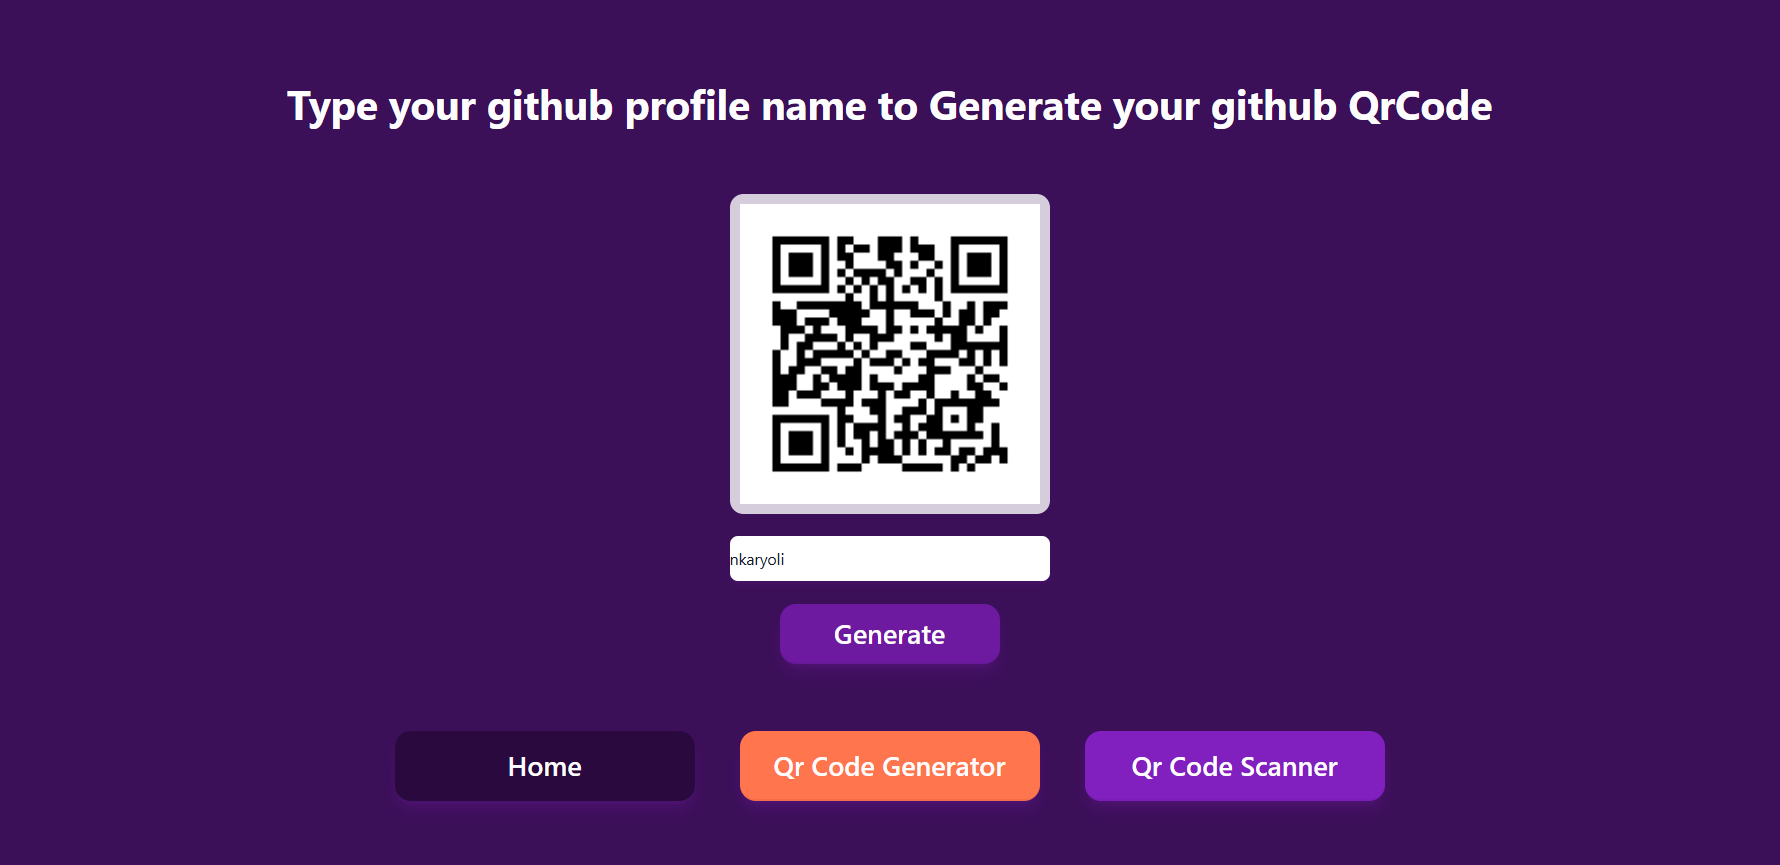 Type your github profile name to Generate your github QrCode
nkaryoli
Generate
Home
Qr Code Generator
Qr Code Scanner